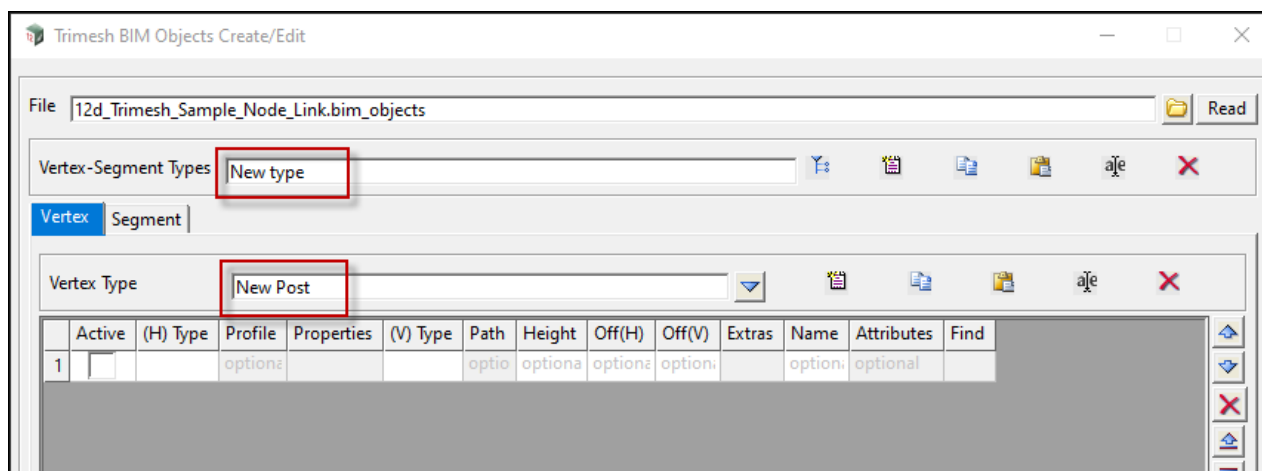 Trimesh BIM Objects Create/Edit
File 12d_Trimesh_Sample_Node_Link.bim_objects Read
Vertex-Segment Types New type
Vertex Segment
Vertex Type New Post
Active (H) Type Profile Properties (V) Type Path Height Off(H) Off(V) Extras Name Attributes Find
1 optiona optio optiona optiona option option optional